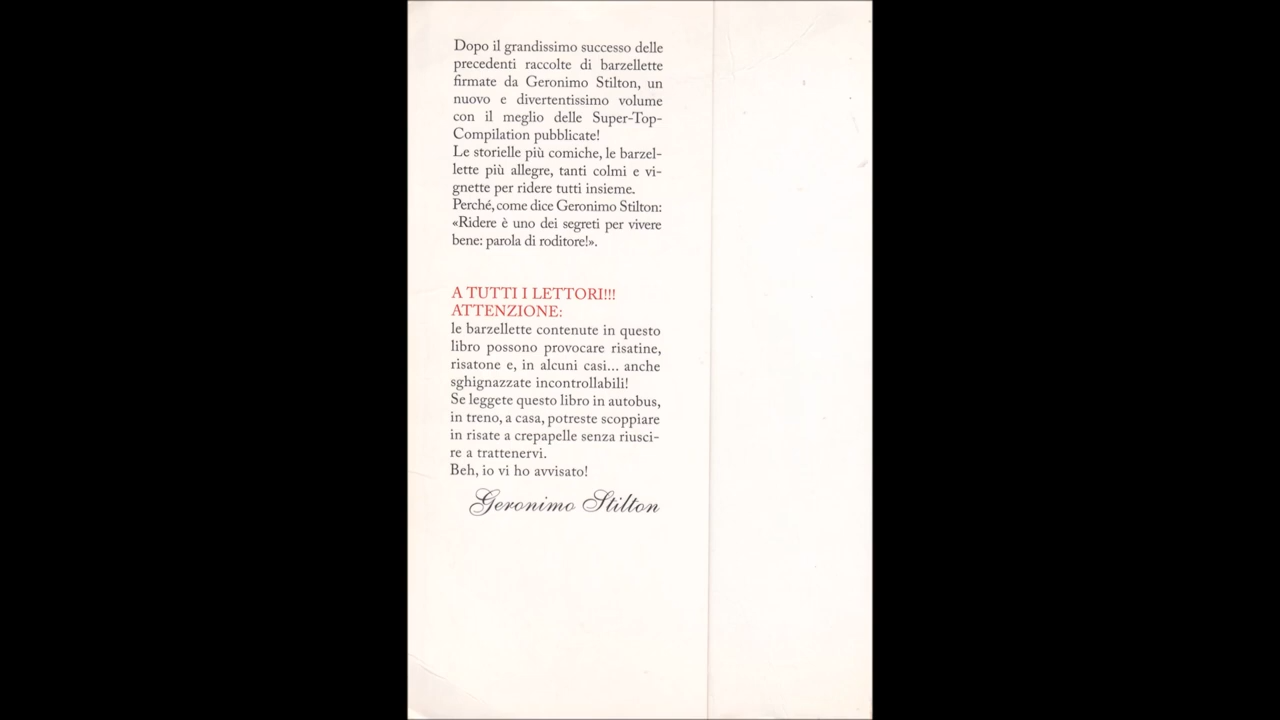 Dopo il grandissimo successo delle
precedenti raccolte di barzellette
firmate da Geronimo Stilton, un
nuovo e divertentissimo volume
con il meglio delle Super-Top-
Compilation pubblicate!
Le storielle più comiche, le barzel-
lette più allegre, tanti colmi e vi-
gnette per ridere tutti insieme.
Perché, come dice Geronimo Stilton:
«Ridere è uno dei segreti per vivere
bene: parola di roditore!».
A TUTTI I LETTORI!!!
ATTENZIONE:
le barzellette contenute in questo
libro possono provocare risatine,
risatone e, in alcuni casi... anche
sghignazzate incontrollabili!
Se leggete questo libro in autobus,
in treno, a casa, potreste scoppiare
in risate a crepapelle senza riusci-
re a trattenervi.
Beh, io vi ho avvisato!
Geronimo Stilton